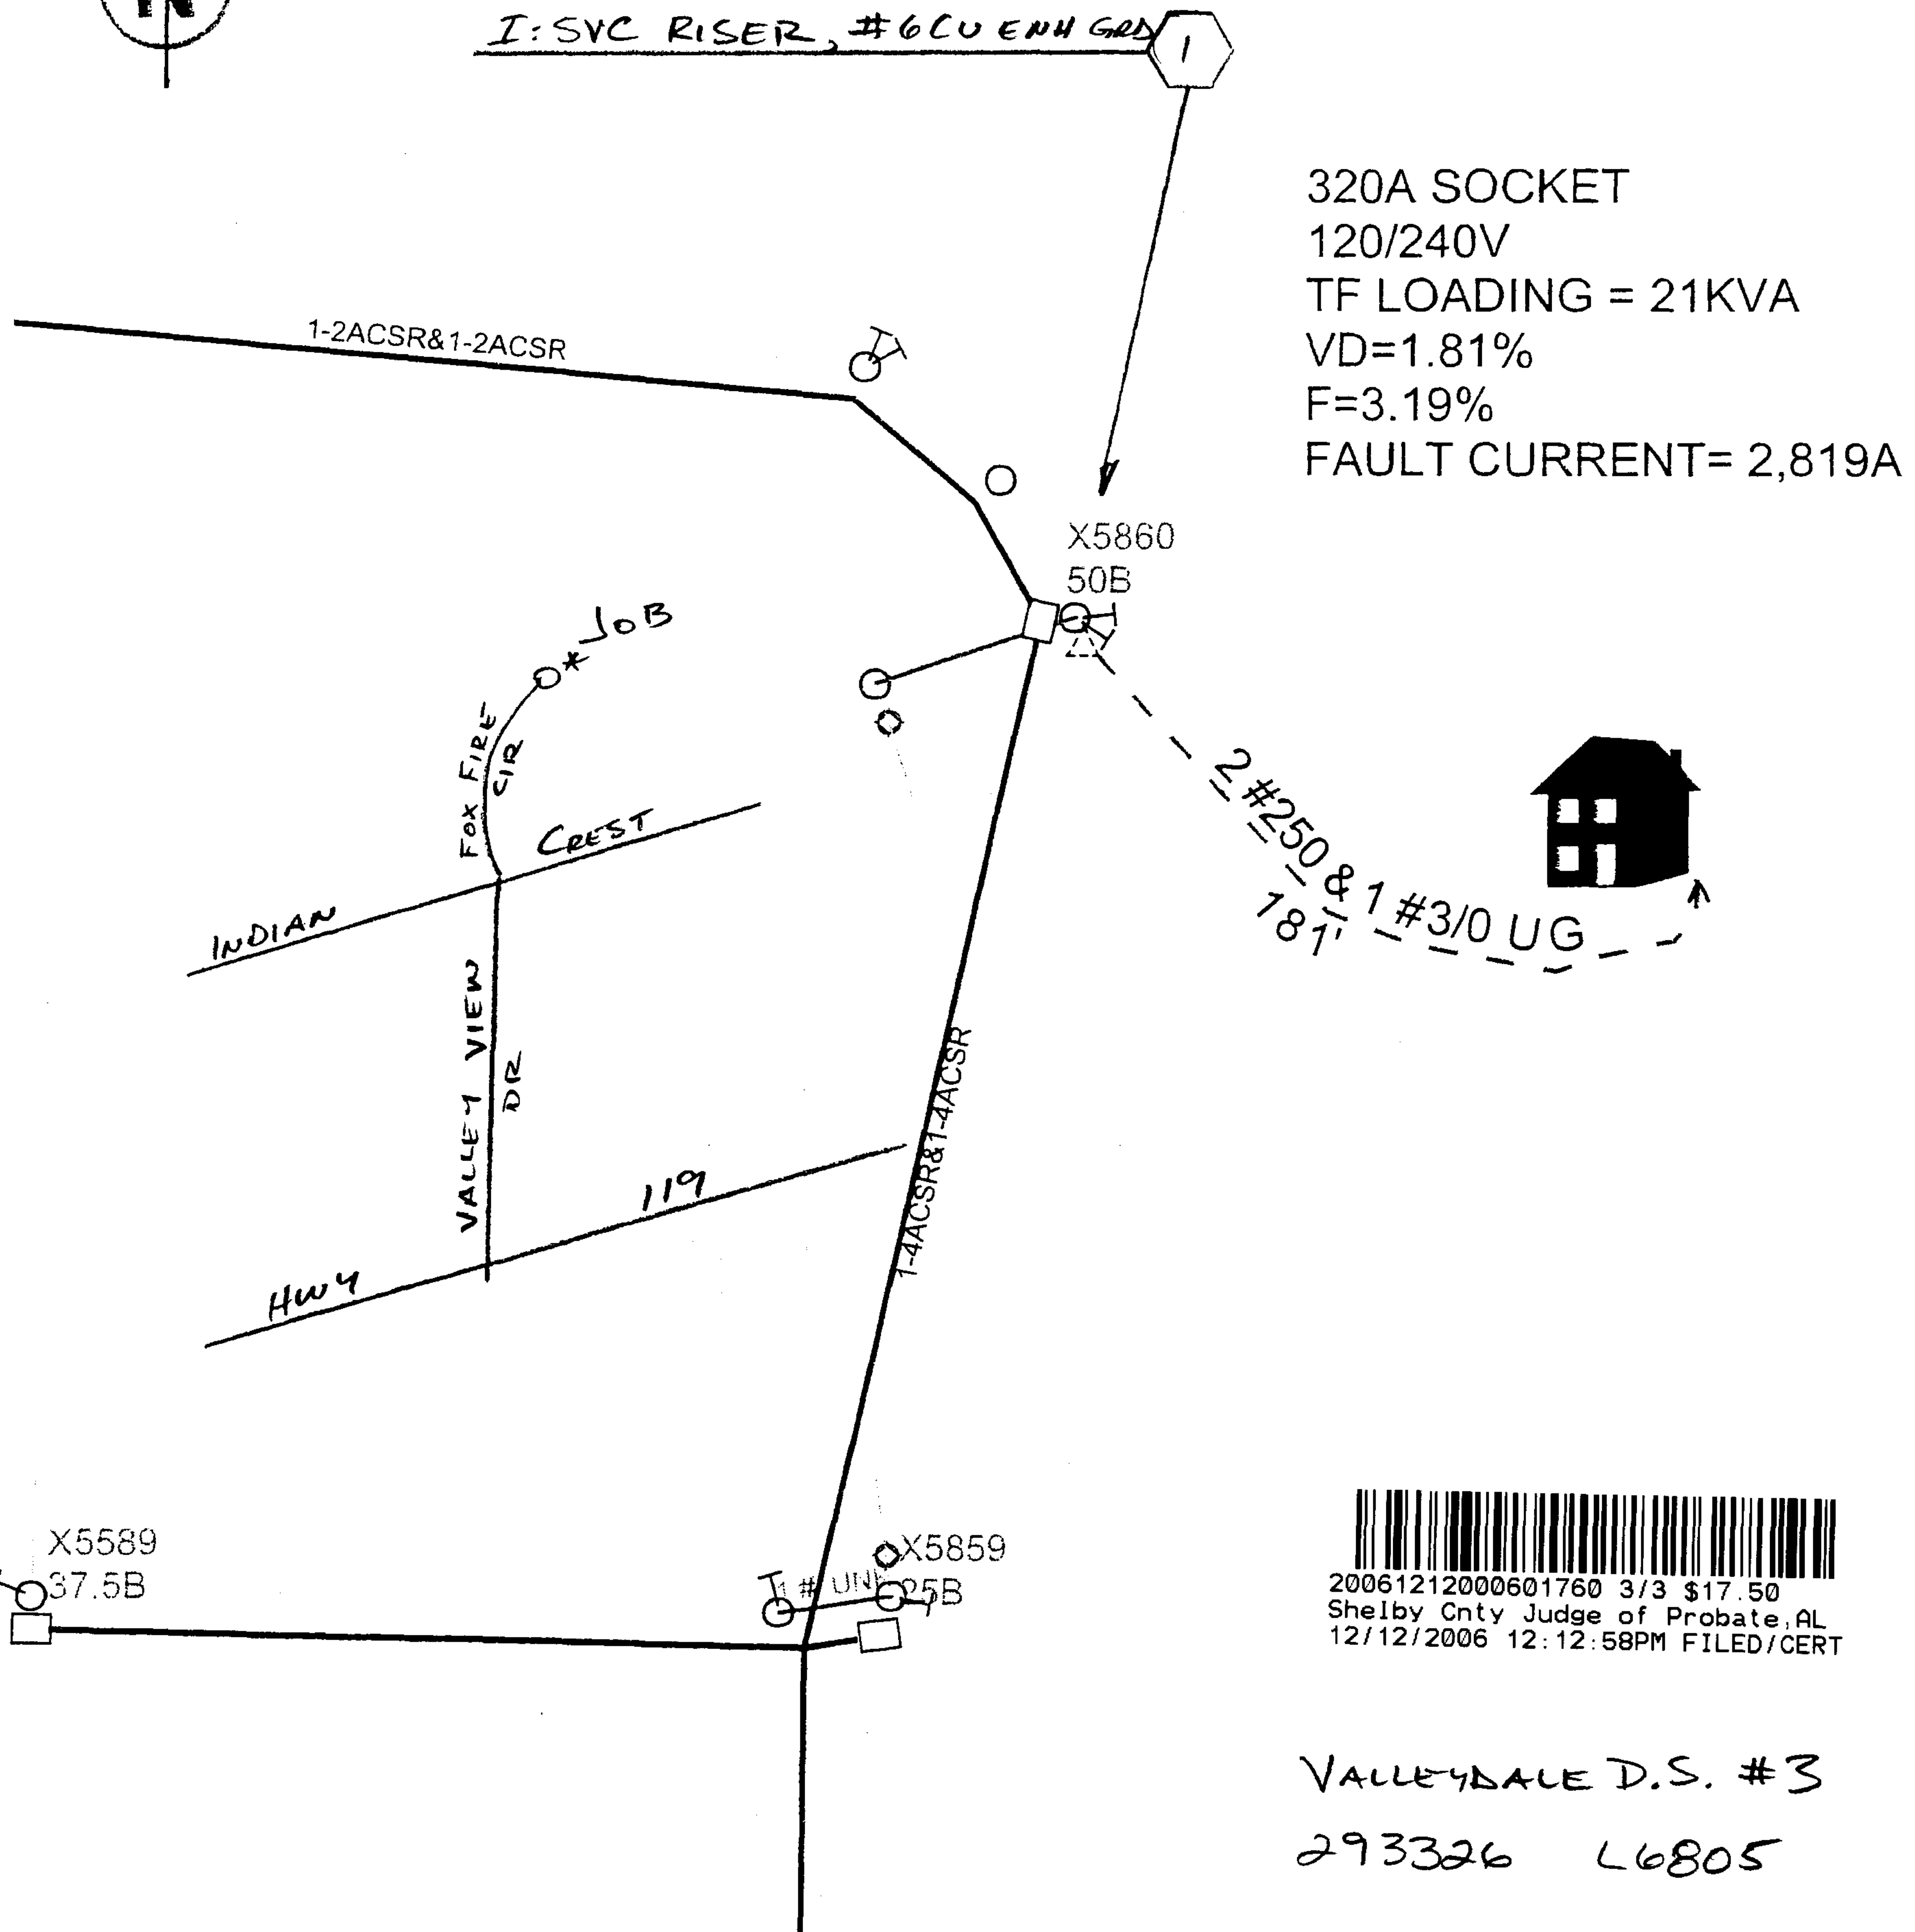 N
I: SVC RISER, #6 CU ENH GRD
1
320A SOCKET
120/240V
TF LOADING = 21KVA
VD=1.81%
F=3.19%
FAULT CURRENT= 2,819A
1-2ACSR&1-2ACSR
X5860
50B
* JOB
FOX FIRE
CIR
INDIAN CREST
2 #250 & 1 #3/0 UG
181'
VALLEY VIEW
DR
1-4ACSR&1-4ACSR
HWY 119
X5589
37.5B
X5859
25B
1 # UNK
20061212000601760 3/3 $17.50
Shelby Cnty Judge of Probate,AL
12/12/2006 12:12:58PM FILED/CERT
VALLEYDALE D.S. #3
293326 L6805